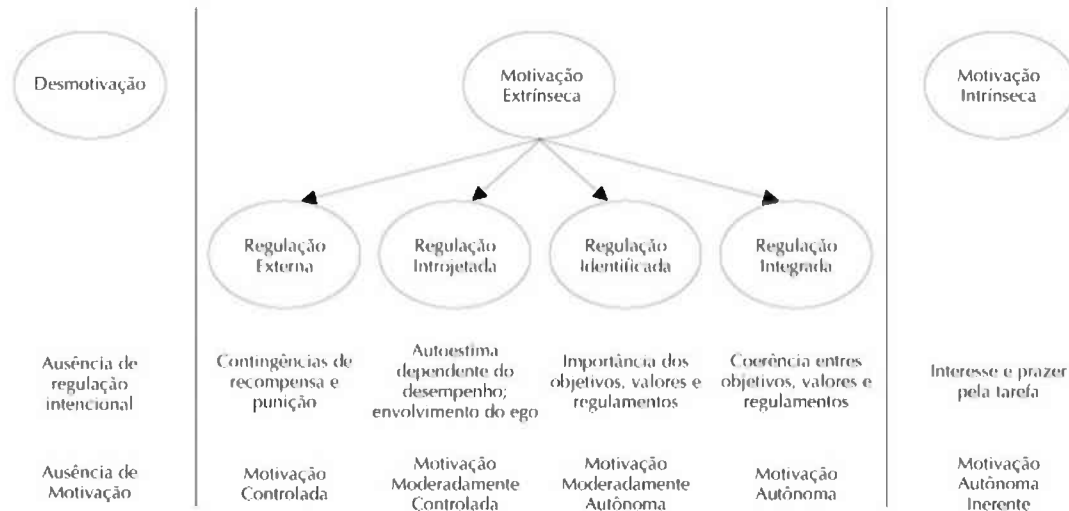 Desmotivação
Motivação
Extrínseca
Motivação
Intrínseca
Regulação
Externa
Regulação
Introjetada
Regulação
Identificada
Regulação
Integrada
Ausência de
regulação
intencional
Contingências de
recompensa e
punição
Autoestima
dependente do
desempenho;
envolvimento do ego
Importância dos
objetivos, valores e
regulamentos
Coerência entres
objetivos, valores e
regulamentos
Interesse e prazer
pela tarefa
Ausência de
Motivação
Motivação
Controlada
Motivação
Moderadamente
Controlada
Motivação
Moderadamente
Autônoma
Motivação
Autônoma
Motivação
Autônoma
Inerente